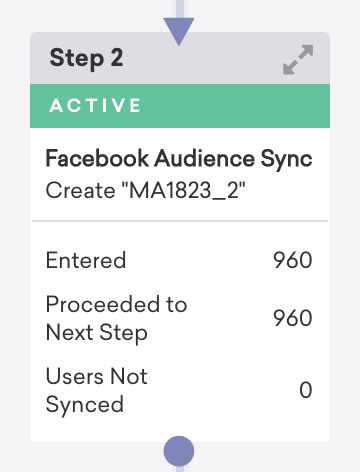 Step 2
ACTIVE
Facebook Audience Sync
Create "MA1823_2"
Entered 960
Proceeded to
Next Step 960
Users Not
Synced 0